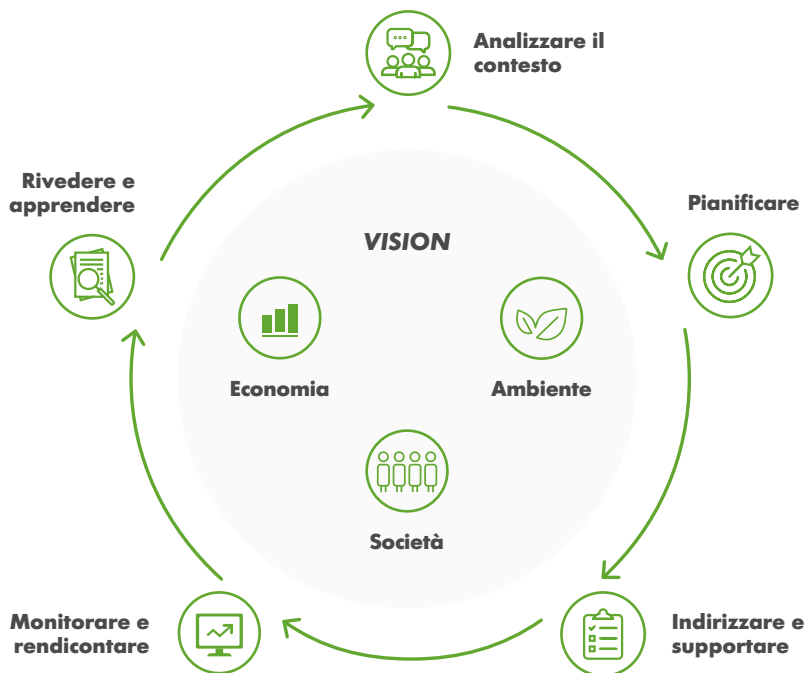 Analizzare il
contesto
Rivedere e
apprendere
Pianificare
VISION
Economia
Ambiente
Società
Monitorare e
rendicontare
Indirizzare e
supportare